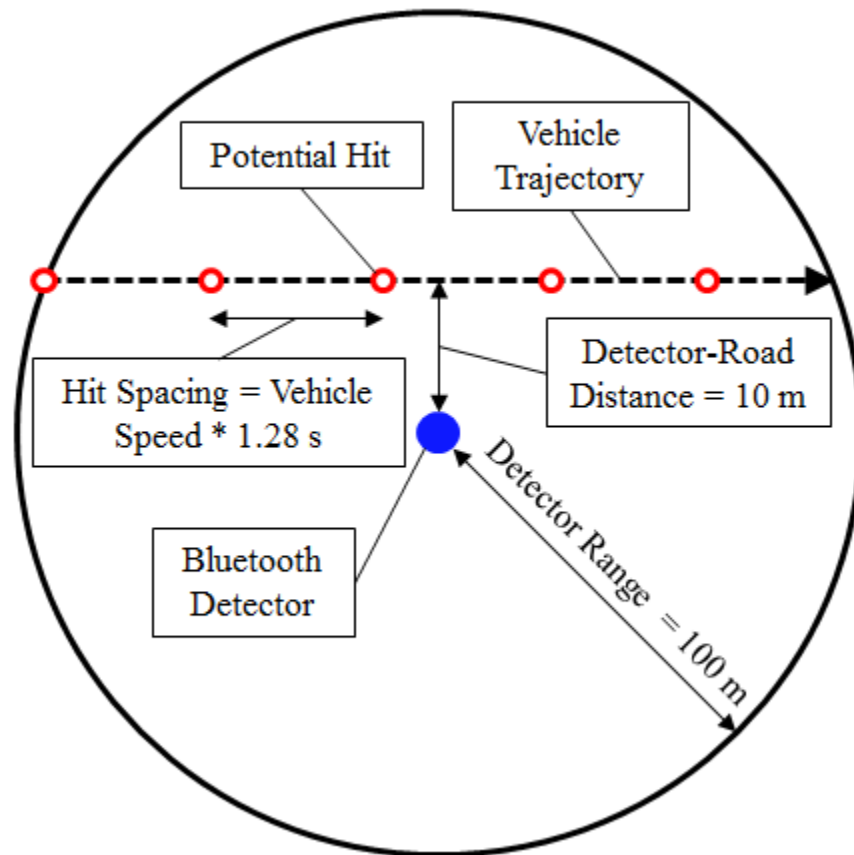 Potential Hit
Vehicle
Trajectory
Hit Spacing = Vehicle
Speed * 1.28 s
Detector-Road
Distance = 10 m
Bluetooth
Detector
Detector Range = 100 m